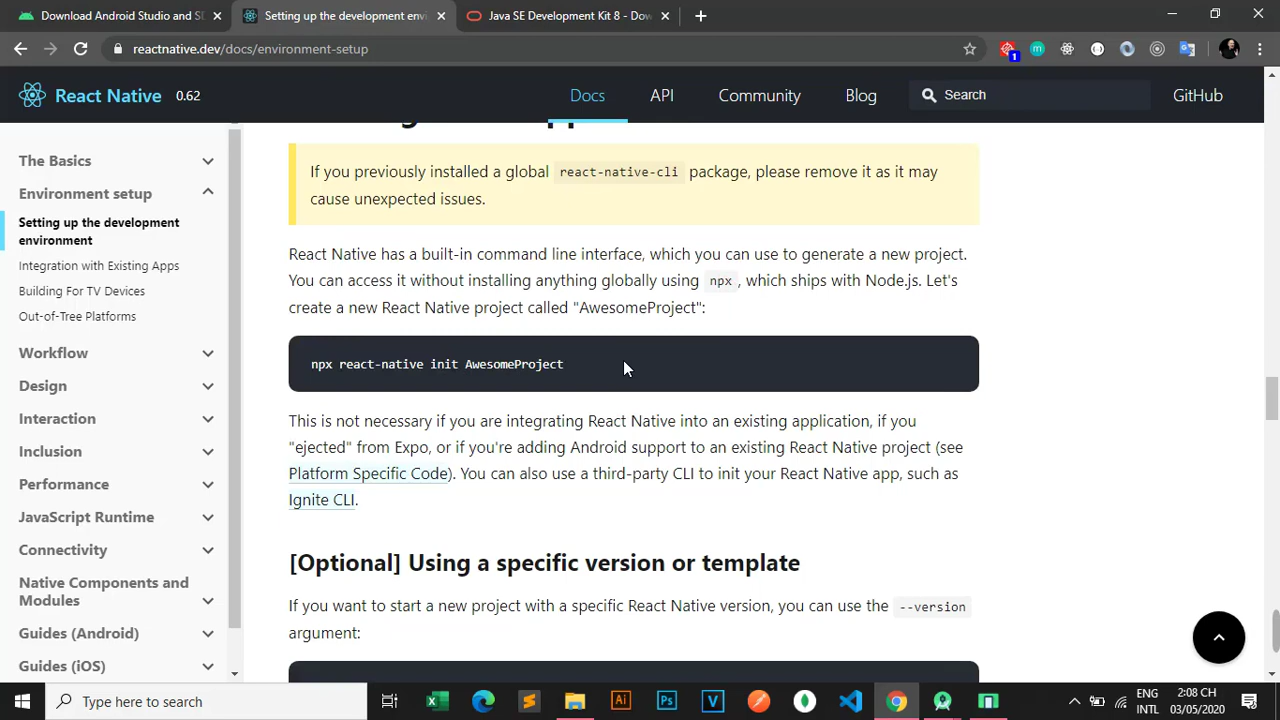 Download Android Studio and SD
Setting up the development envi
Java SE Development Kit 8 - Dow
reactnative.dev/docs/environment-setup
1
React Native 0.62
Docs
API
Community
Blog
Search
GitHub
The Basics
Environment setup
Setting up the development
environment
Integration with Existing Apps
Building For TV Devices
Out-of-Tree Platforms
Workflow
Design
Interaction
Inclusion
Performance
JavaScript Runtime
Connectivity
Native Components and
Modules
Guides (Android)
Guides (iOS)
If you previously installed a global react-native-cli package, please remove it as it may
cause unexpected issues.
React Native has a built-in command line interface, which you can use to generate a new project.
You can access it without installing anything globally using npx , which ships with Node.js. Let's
create a new React Native project called "AwesomeProject":
npx react-native init AwesomeProject
This is not necessary if you are integrating React Native into an existing application, if you
"ejected" from Expo, or if you're adding Android support to an existing React Native project (see
Platform Specific Code). You can also use a third-party CLI to init your React Native app, such as
Ignite CLI.
[Optional] Using a specific version or template
If you want to start a new project with a specific React Native version, you can use the --version
argument:
Type here to search
Ai
Ps
V
ENG
INTL
2:08 CH
03/05/2020